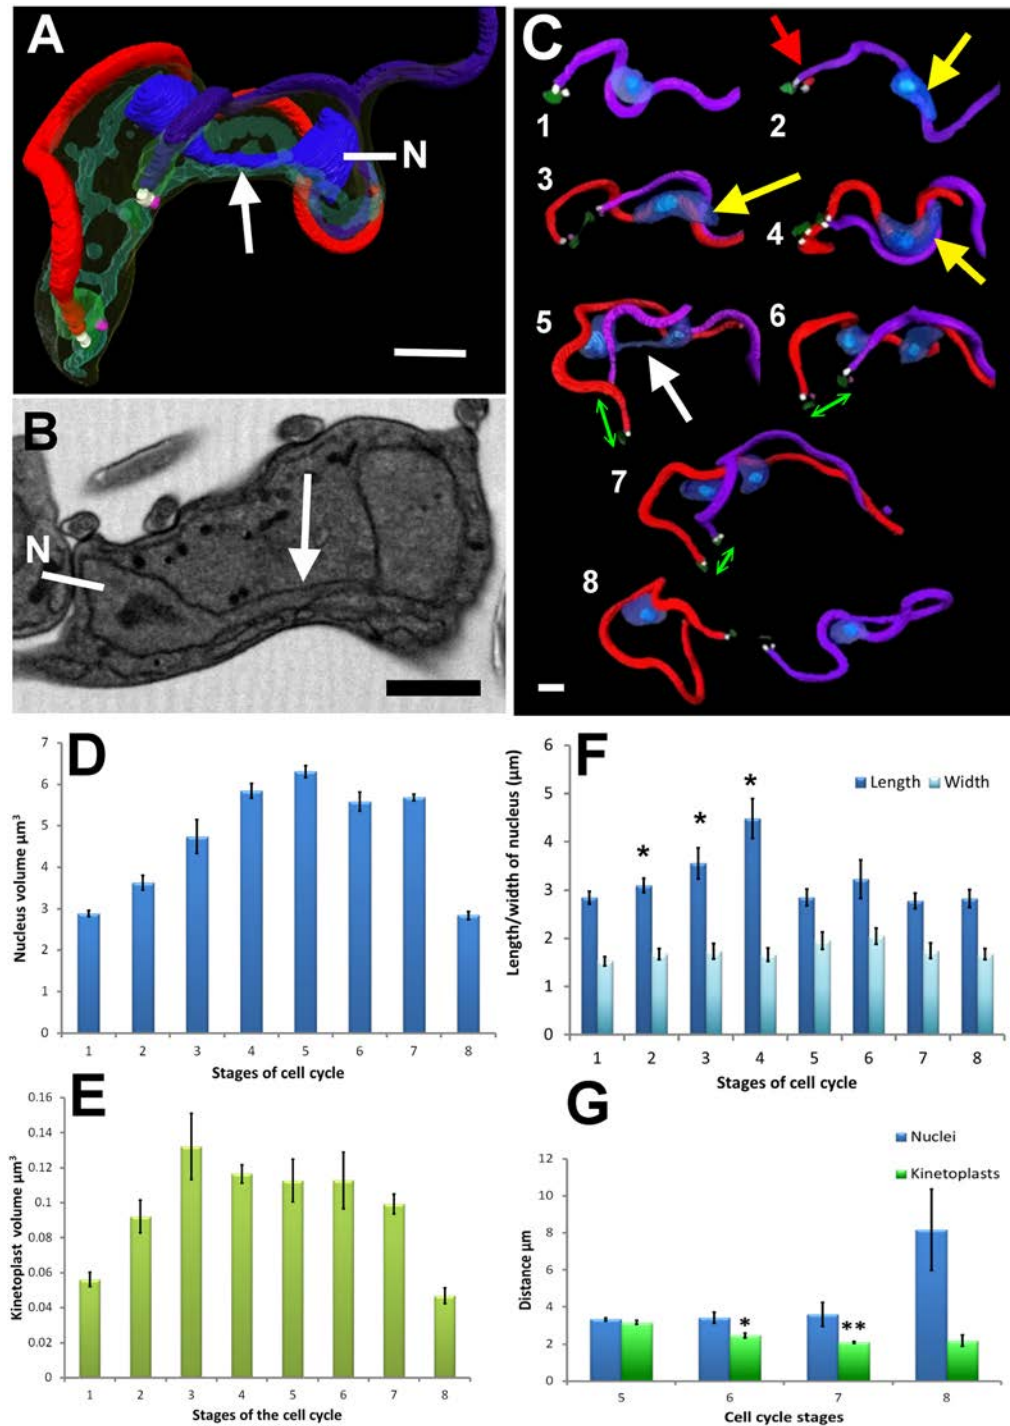 A
N
B
N
C
1
2
3
4
5
6
7
8
D
Nucleus volume µm³
7
6
5
4
3
2
1
0
1 2 3 4 5 6 7 8
Stages of cell cycle
E
Kinetoplast volume µm³
0.16
0.14
0.12
0.1
0.08
0.06
0.04
0.02
0
1 2 3 4 5 6 7 8
Stages of the cell cycle
F
Length/width of nucleus (µm)
Length Width
6
5
4
3
2
1
0
* * *
1 2 3 4 5 6 7 8
Stages of cell cycle
G
Nuclei
Kinetoplasts
Distance µm
12
10
8
6
4
2
0
* **
5 6 7 8
Cell cycle stages